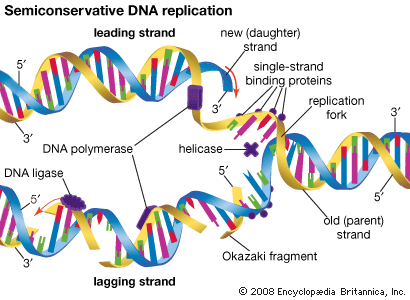 Semiconservative DNA replication
leading strand
new (daughter)
strand
5′
3′
3′
single-strand
binding proteins
replication
fork
DNA polymerase
helicase
3′
5′
DNA ligase
5′
5′
3′
old (parent)
strand
Okazaki fragment
lagging strand
© 2008 Encyclopædia Britannica, Inc.